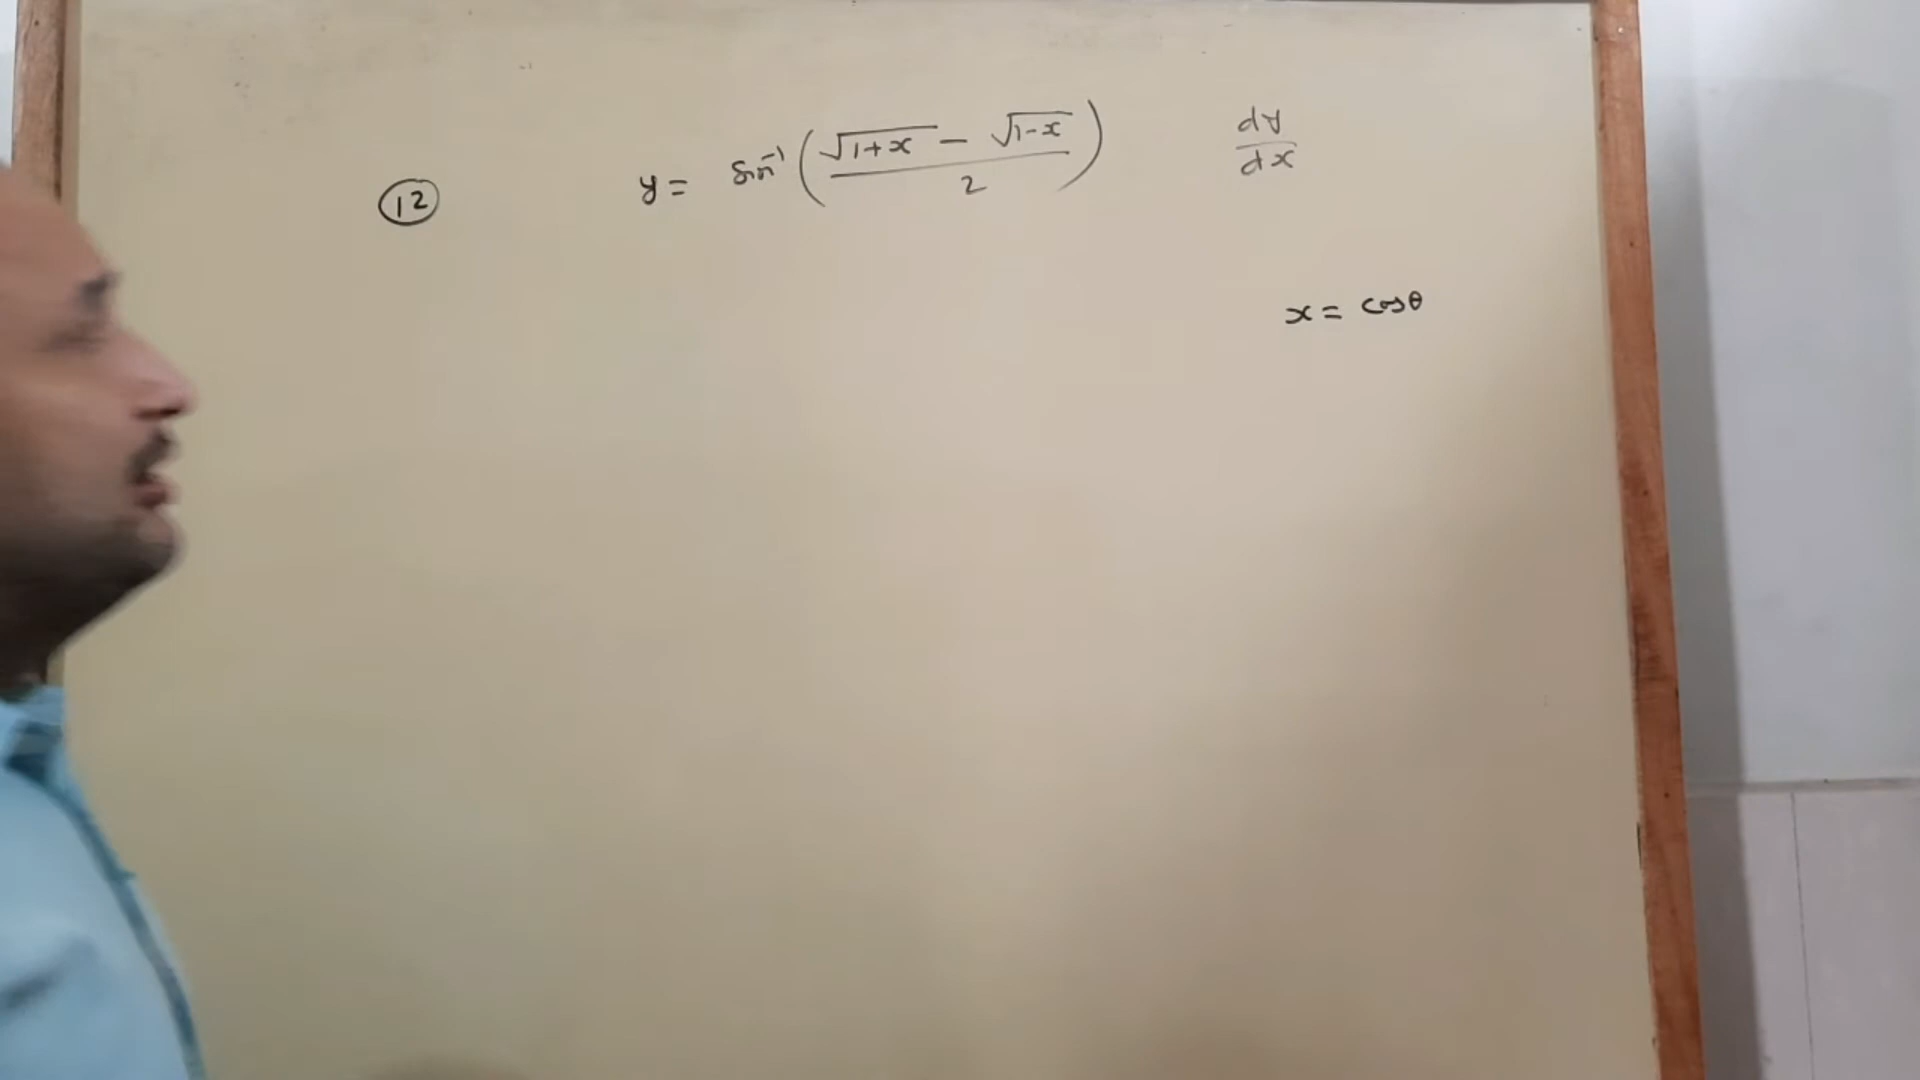 (12) y = sin⁻¹ ( (√(1+x) − √(1−x)) / 2 ) dy/dx
x = cosθ